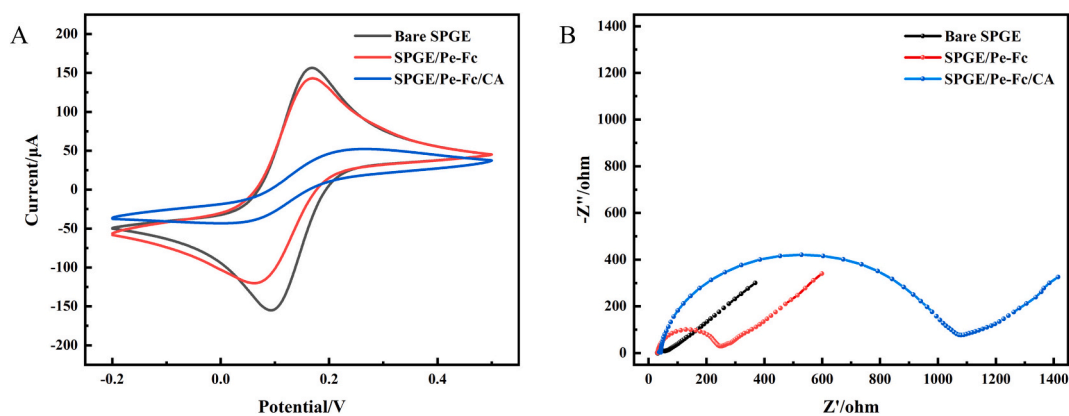 A
200
150
100
50
0
-50
-100
-150
-200
Current/μA
-0.2
0.0
0.2
0.4
Potential/V
Bare SPGE
SPGE/Pe-Fc
SPGE/Pe-Fc/CA
B
1400
1200
1000
800
600
400
200
0
-Z"/ohm
0
200
400
600
800
1000
1200
1400
Z'/ohm
Bare SPGE
SPGE/Pe-Fc
SPGE/Pe-Fc/CA